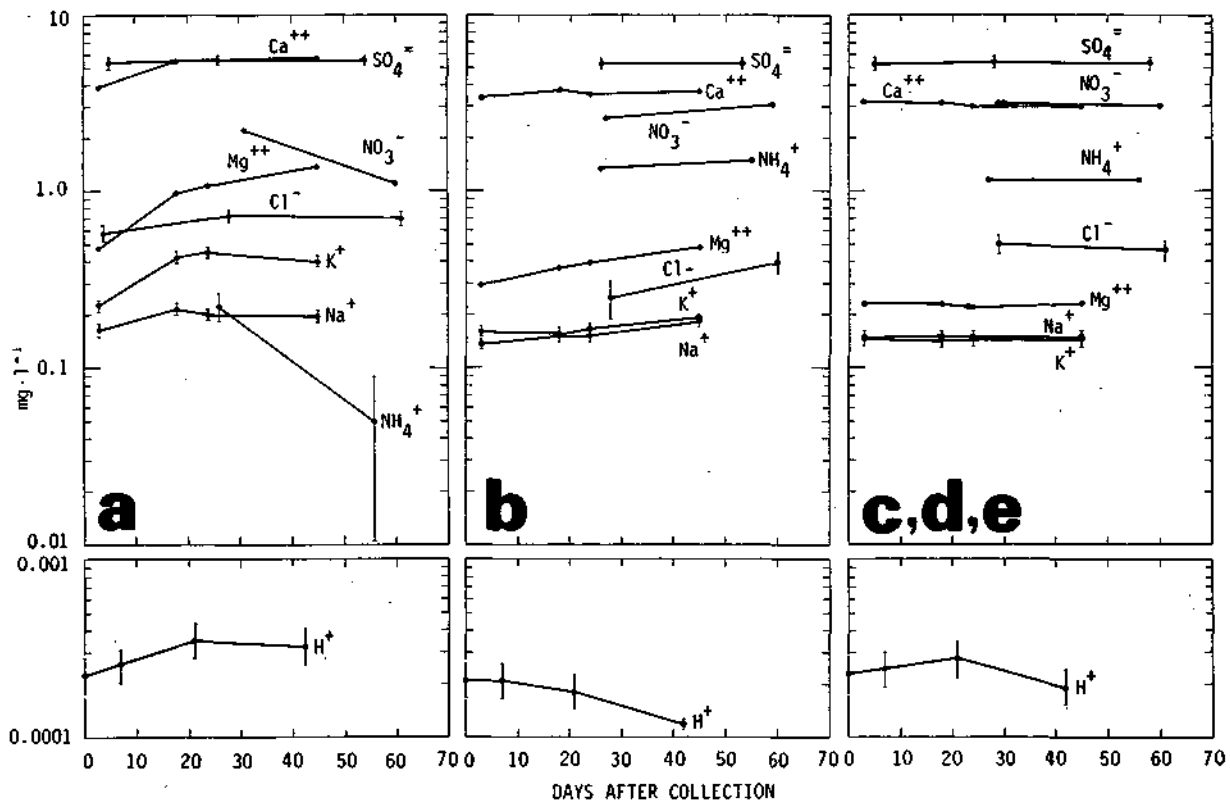 10
1.0
0.1
0.01
mg·l⁻¹
Ca++
SO4=
NO3-
Mg++
Cl-
K+
Na+
NH4+
a
SO4=
Ca++
NO3-
NH4+
Mg++
Cl-
K+
Na+
b
SO4=
Ca++
NO3-
NH4+
Cl-
Mg++
Na+
K+
c,d,e
0.001
0.0001
H+
H+
H+
0 10 20 30 40 50 60 70 0 10 20 30 40 50 60 70 0 10 20 30 40 50 60 70
DAYS AFTER COLLECTION